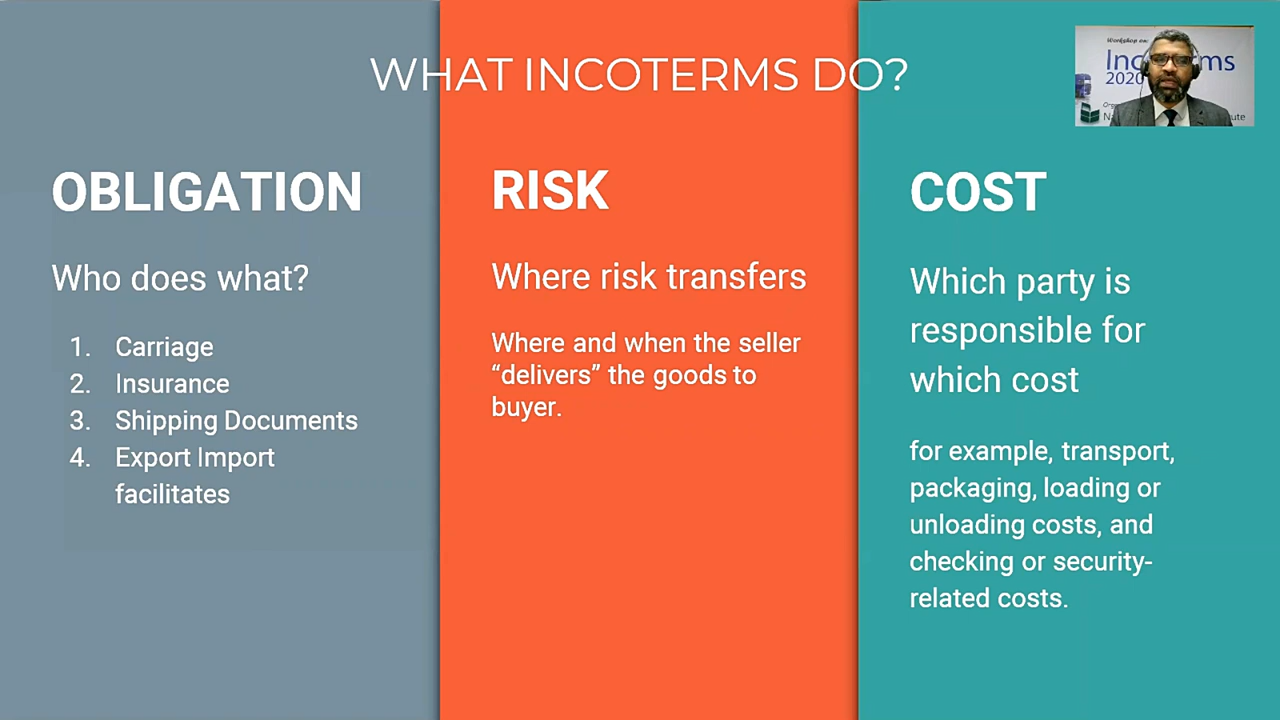 WHAT INCOTERMS DO?
Workshop on
Inc
ms
2020
ute
OBLIGATION
Who does what?
1. Carriage
2. Insurance
3. Shipping Documents
4. Export Import
facilitates
RISK
Where risk transfers
Where and when the seller
“delivers” the goods to
buyer.
COST
Which party is
responsible for
which cost
for example, transport,
packaging, loading or
unloading costs, and
checking or security-
related costs.